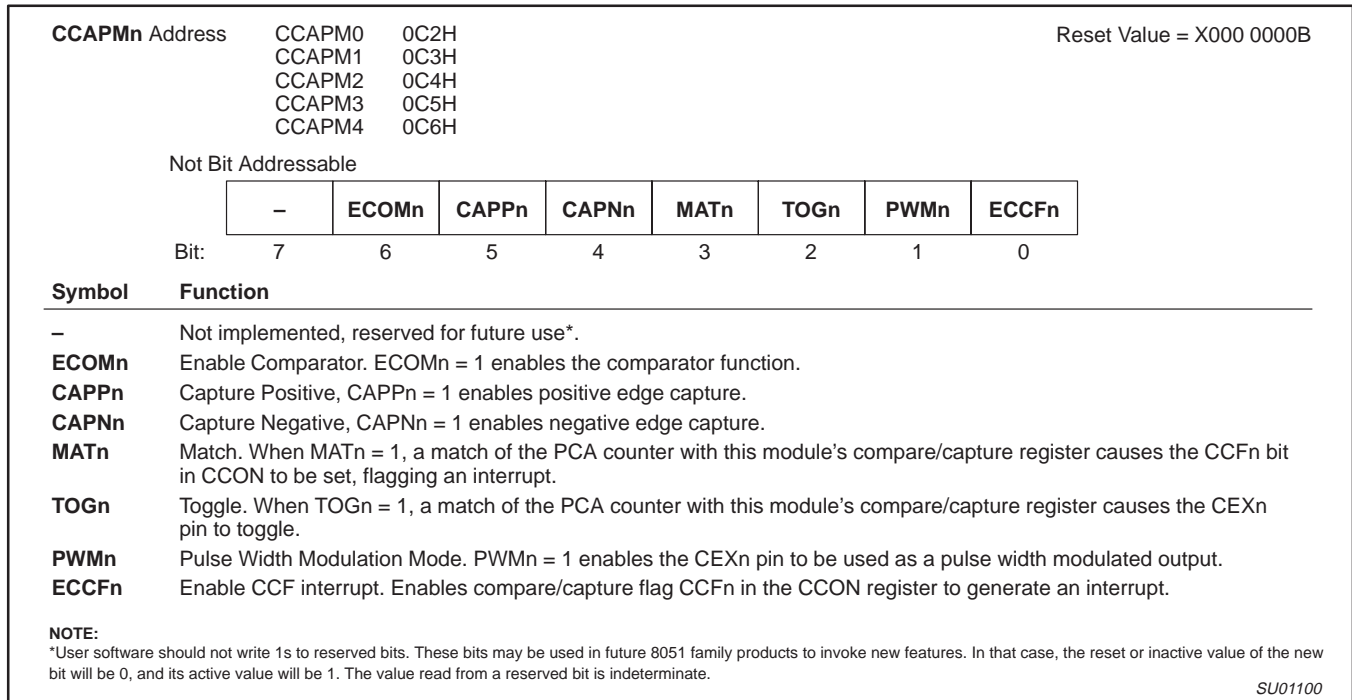 CCAPMn Address CCAPM0 0C2H Reset Value = X000 0000B
CCAPM1 0C3H
CCAPM2 0C4H
CCAPM3 0C5H
CCAPM4 0C6H
Not Bit Addressable
– ECOMn CAPPn CAPNn MATn TOGn PWMn ECCFn
Bit: 7 6 5 4 3 2 1 0
Symbol Function
– Not implemented, reserved for future use*.
ECOMn Enable Comparator. ECOMn = 1 enables the comparator function.
CAPPn Capture Positive, CAPPn = 1 enables positive edge capture.
CAPNn Capture Negative, CAPNn = 1 enables negative edge capture.
MATn Match. When MATn = 1, a match of the PCA counter with this module's compare/capture register causes the CCFn bit
in CCON to be set, flagging an interrupt.
TOGn Toggle. When TOGn = 1, a match of the PCA counter with this module's compare/capture register causes the CEXn
pin to toggle.
PWMn Pulse Width Modulation Mode. PWMn = 1 enables the CEXn pin to be used as a pulse width modulated output.
ECCFn Enable CCF interrupt. Enables compare/capture flag CCFn in the CCON register to generate an interrupt.
NOTE:
*User software should not write 1s to reserved bits. These bits may be used in future 8051 family products to invoke new features. In that case, the reset or inactive value of the new
bit will be 0, and its active value will be 1. The value read from a reserved bit is indeterminate.
SU01100